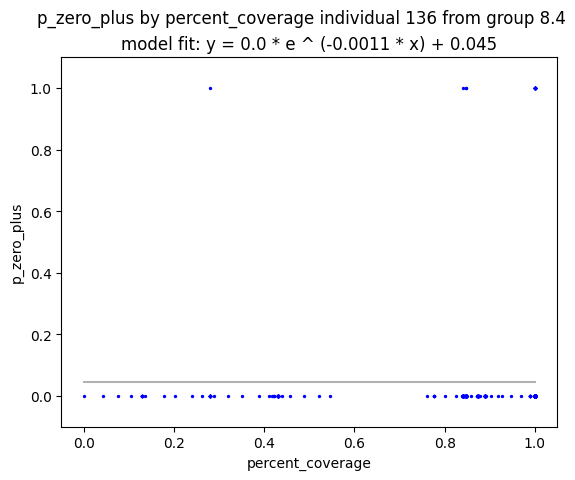 p_zero_plus by percent_coverage individual 136 from group 8.4
model fit: y = 0.0 * e ^ (-0.0011 * x) + 0.045
1.0
0.8
0.6
0.4
0.2
0.0
p_zero_plus
0.0 0.2 0.4 0.6 0.8 1.0
percent_coverage